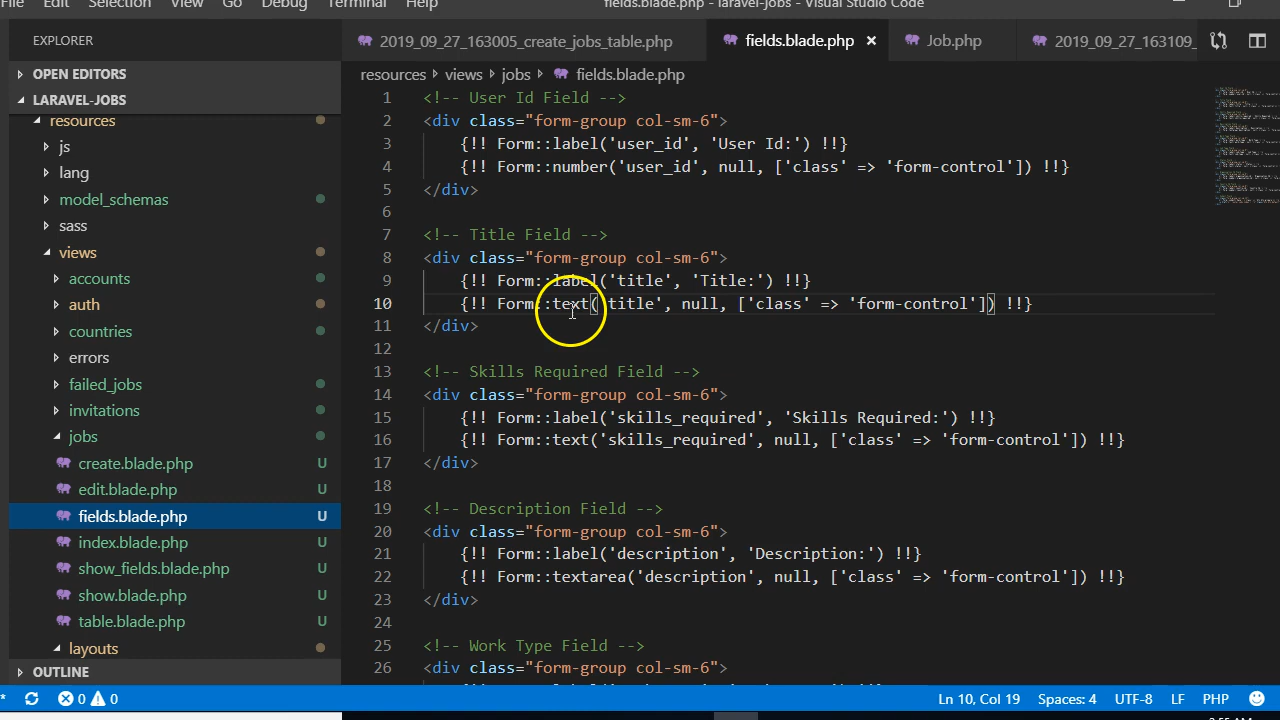 File Edit Selection View Go Debug Terminal Help fields.blade.php - laravel-jobs - Visual Studio Code
EXPLORER
OPEN EDITORS
LARAVEL-JOBS
resources
js
lang
model_schemas
sass
views
accounts
auth
countries
errors
failed_jobs
invitations
jobs
create.blade.php U
edit.blade.php U
fields.blade.php U
index.blade.php U
show_fields.blade.php U
show.blade.php U
table.blade.php U
layouts
OUTLINE
2019_09_27_163005_create_jobs_table.php fields.blade.php × Job.php 2019_09_27_163109_
resources views jobs fields.blade.php
1 <!-- User Id Field -->
2 <div class="form-group col-sm-6">
3 {!! Form::label('user_id', 'User Id:') !!}
4 {!! Form::number('user_id', null, ['class' => 'form-control']) !!}
5 </div>
6
7 <!-- Title Field -->
8 <div class="form-group col-sm-6">
9 {!! Form::label('title', 'Title:') !!}
10 {!! Form::text('title', null, ['class' => 'form-control']) !!}
11 </div>
12
13 <!-- Skills Required Field -->
14 <div class="form-group col-sm-6">
15 {!! Form::label('skills_required', 'Skills Required:') !!}
16 {!! Form::text('skills_required', null, ['class' => 'form-control']) !!}
17 </div>
18
19 <!-- Description Field -->
20 <div class="form-group col-sm-6">
21 {!! Form::label('description', 'Description:') !!}
22 {!! Form::textarea('description', null, ['class' => 'form-control']) !!}
23 </div>
24
25 <!-- Work Type Field -->
26 <div class="form-group col-sm-6">
* 0 0 Ln 10, Col 19 Spaces: 4 UTF-8 LF PHP